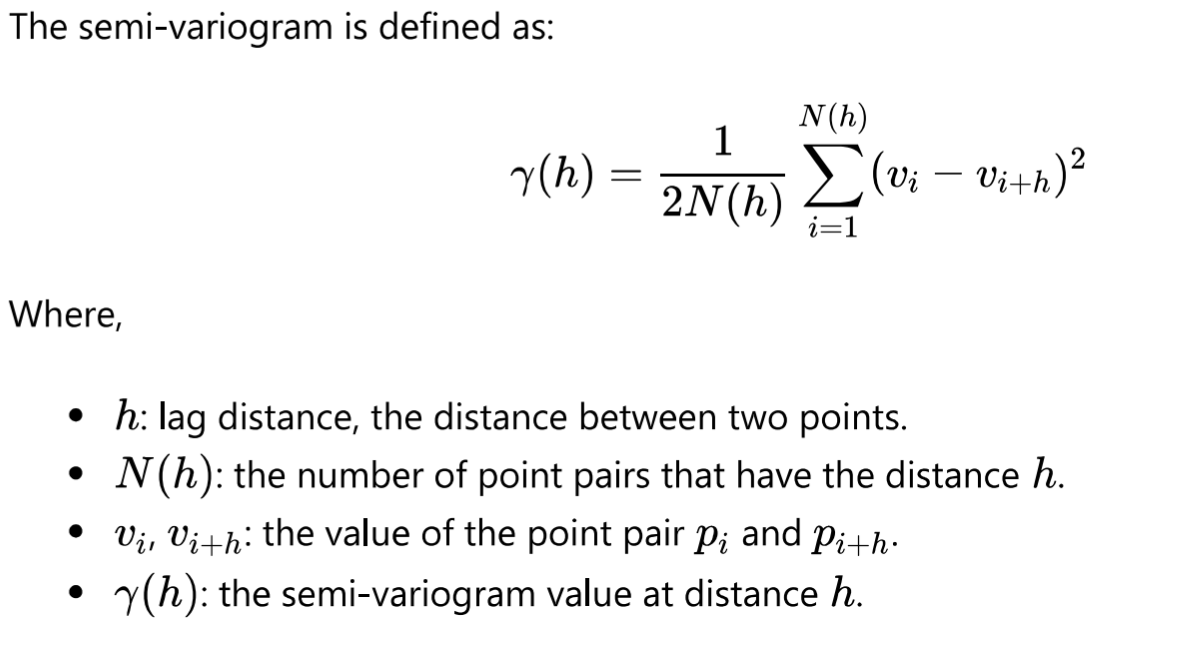 The semi-variogram is defined as:
γ(h) = \frac{1}{2N(h)} \sum_{i=1}^{N(h)} (v_i − v_{i+h})^2
Where,
• h: lag distance, the distance between two points.
• N(h): the number of point pairs that have the distance h.
• v_i, v_{i+h}: the value of the point pair p_i and p_{i+h}.
• γ(h): the semi-variogram value at distance h.